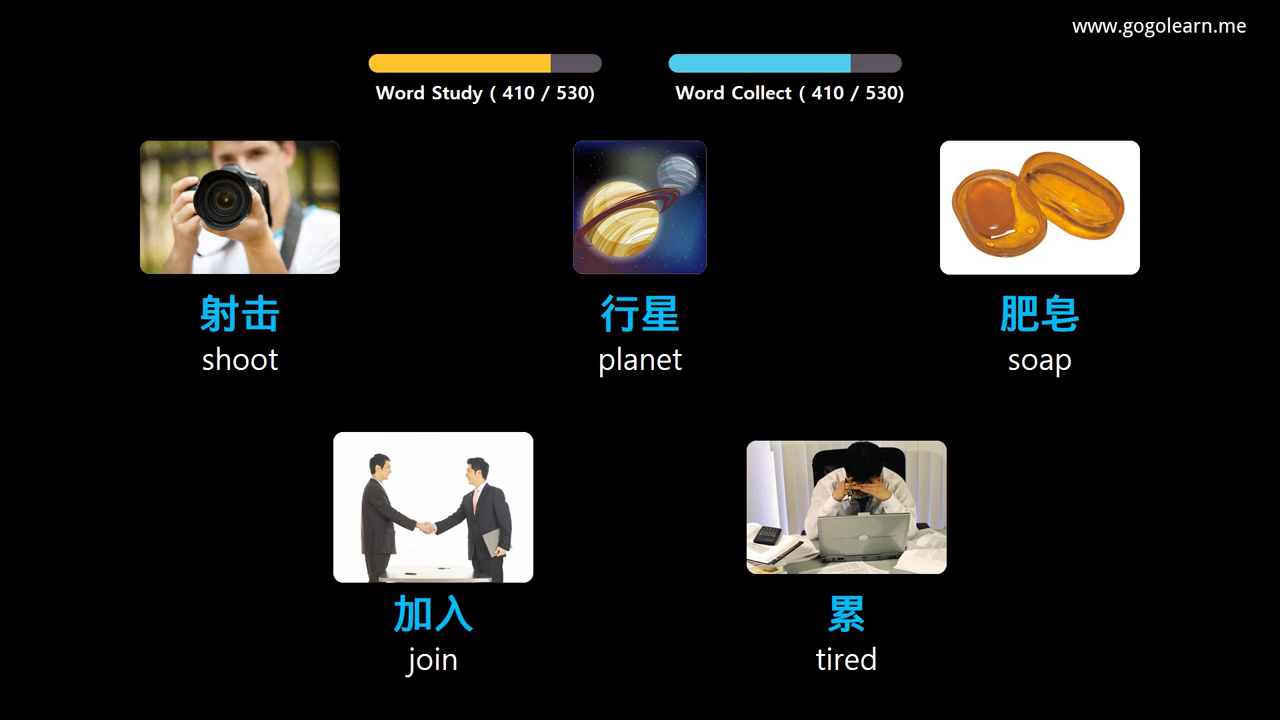 www.gogolearn.me
Word Study ( 410 / 530)
Word Collect ( 410 / 530)
射击
shoot
行星
planet
肥皂
soap
加入
join
累
tired